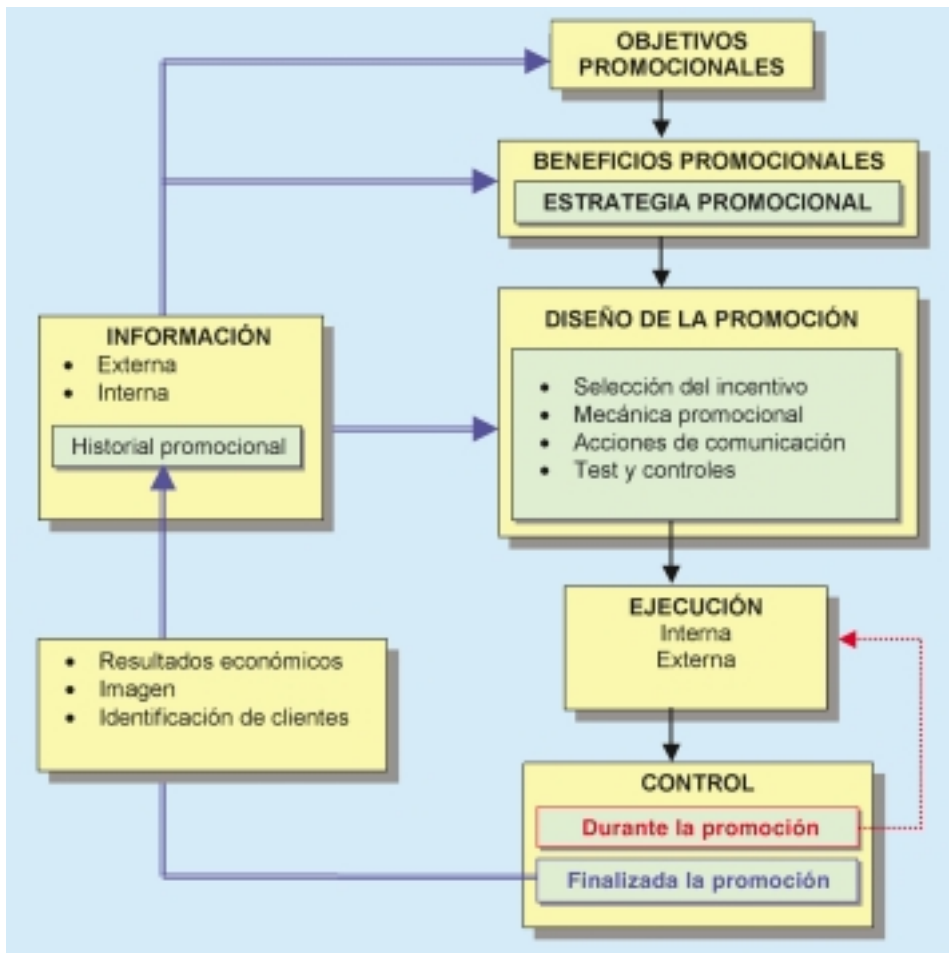 OBJETIVOS
PROMOCIONALES
BENEFICIOS PROMOCIONALES
ESTRATEGIA PROMOCIONAL
DISEÑO DE LA PROMOCIÓN
• Selección del incentivo
• Mecánica promocional
• Acciones de comunicación
• Test y controles
INFORMACIÓN
• Externa
• Interna
Historial promocional
EJECUCIÓN
Interna
Externa
• Resultados económicos
• Imagen
• Identificación de clientes
CONTROL
Durante la promoción
Finalizada la promoción